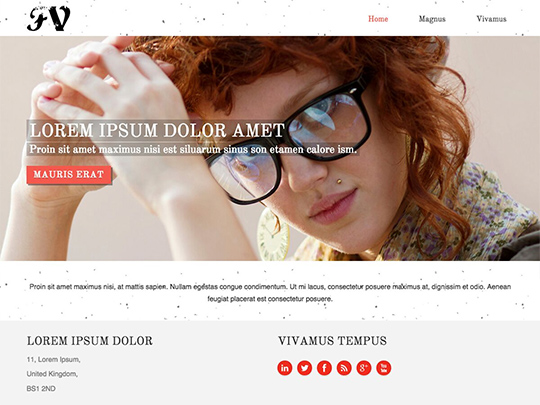 FV
Home Magnus Vivamus
LOREM IPSUM DOLOR AMET
Proin sit amet maximus nisi est siluarum sinus son etamen calore ism.
MAURIS ERAT
Proin sit amet maximus nisi, at mattis sapien. Nullam egestas congue condimentum. Ut mi lacus, consectetur posuere maximus at, dignissim et odio. Aenean
feugiat placerat est consectetur posuere.
LOREM IPSUM DOLOR
11, Lorem Ipsum,
United Kingdom,
BS1 2ND
VIVAMUS TEMPUS
in f g+ You Tube